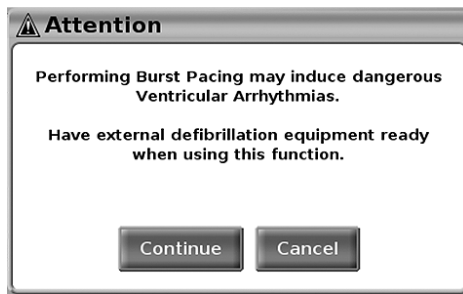 Attention
Performing Burst Pacing may induce dangerous
Ventricular Arrhythmias.
Have external defibrillation equipment ready
when using this function.
Continue Cancel